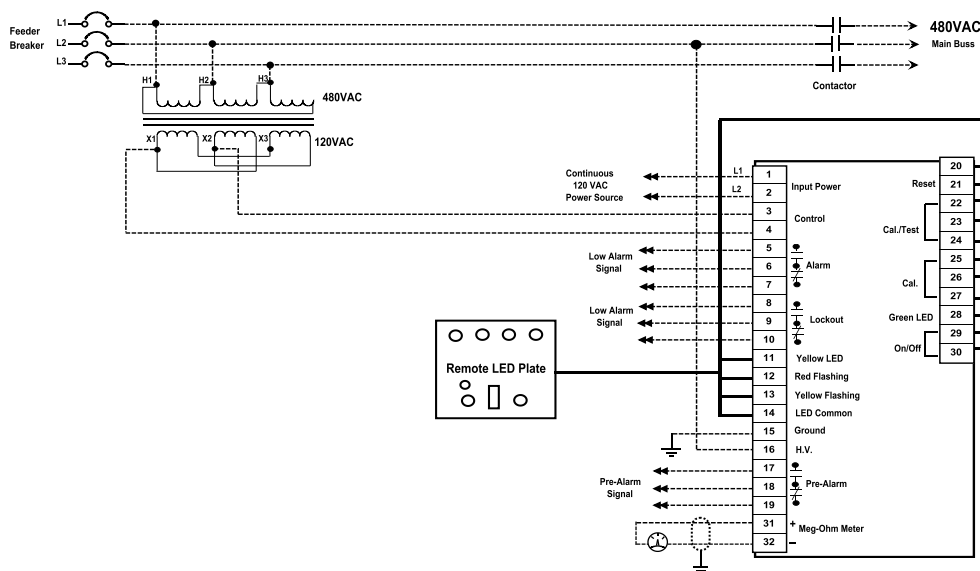 Feeder
Breaker
L1
L2
L3
480VAC
Main Buss
Contactor
H1
H2
H3
480VAC
X1
X2
X3
120VAC
Continuous
120 VAC
Power Source
L1
L2
1
2
Input Power
3
4
Control
Low Alarm
Signal
5
6
7
Alarm
Low Alarm
Signal
8
9
10
Lockout
Remote LED Plate
11
Yellow LED
12
Red Flashing
13
Yellow Flashing
14
LED Common
15
Ground
16
H.V.
Pre-Alarm
Signal
17
18
19
Pre-Alarm
31
+
Meg-Ohm Meter
32
–
20
Reset
21
22
Cal./Test
23
24
25
Cal.
26
27
Green LED
28
On/Off
29
30